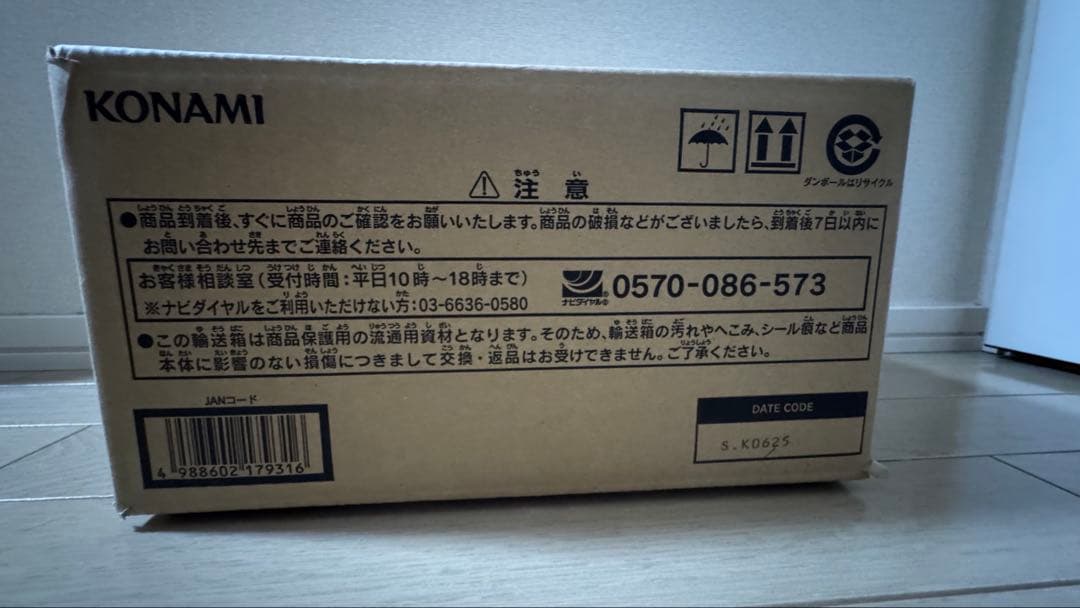 KONAMI
ダンボールはリサイクル
⚠ 注意
●商品到着後、すぐに商品のご確認をお願いいたします。商品の破損などがございましたら、到着後7日以内に
お問い合わせ先までご連絡ください。
お客様相談室(受付時間:平日10時〜18時まで)
※ナビダイヤルをご利用いただけない方:03-6636-0580
ナビダイヤル®
0570-086-573
●この輸送箱は商品保護用の流通用資材となります。そのため、輸送箱の汚れやへこみ、シール痕など商品
本体に影響のない損傷につきまして交換・返品はお受けできません。ご了承ください。
JANコード
4 988602 179316
DATE CODE
S.K0625